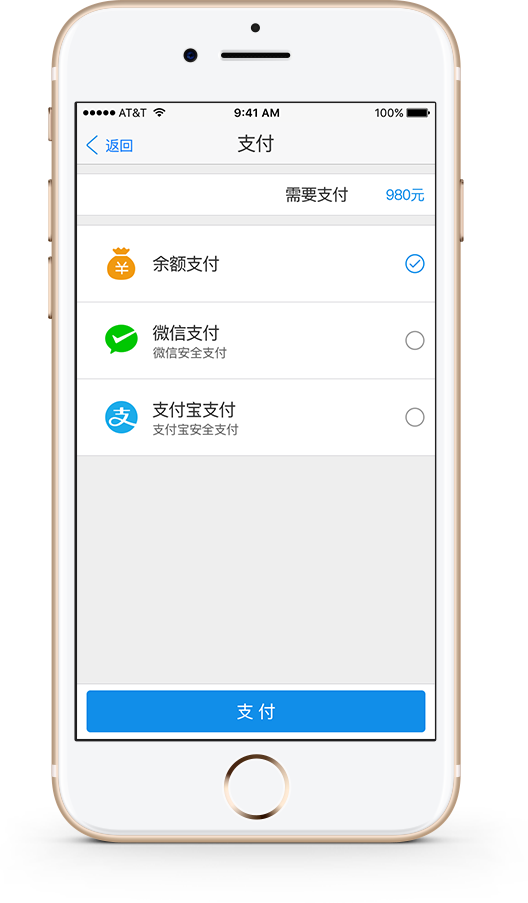 AT&T 9:41 AM 100%
返回 支付
需要支付 980元
余额支付
微信支付
微信安全支付
支付宝支付
支付宝安全支付
支付